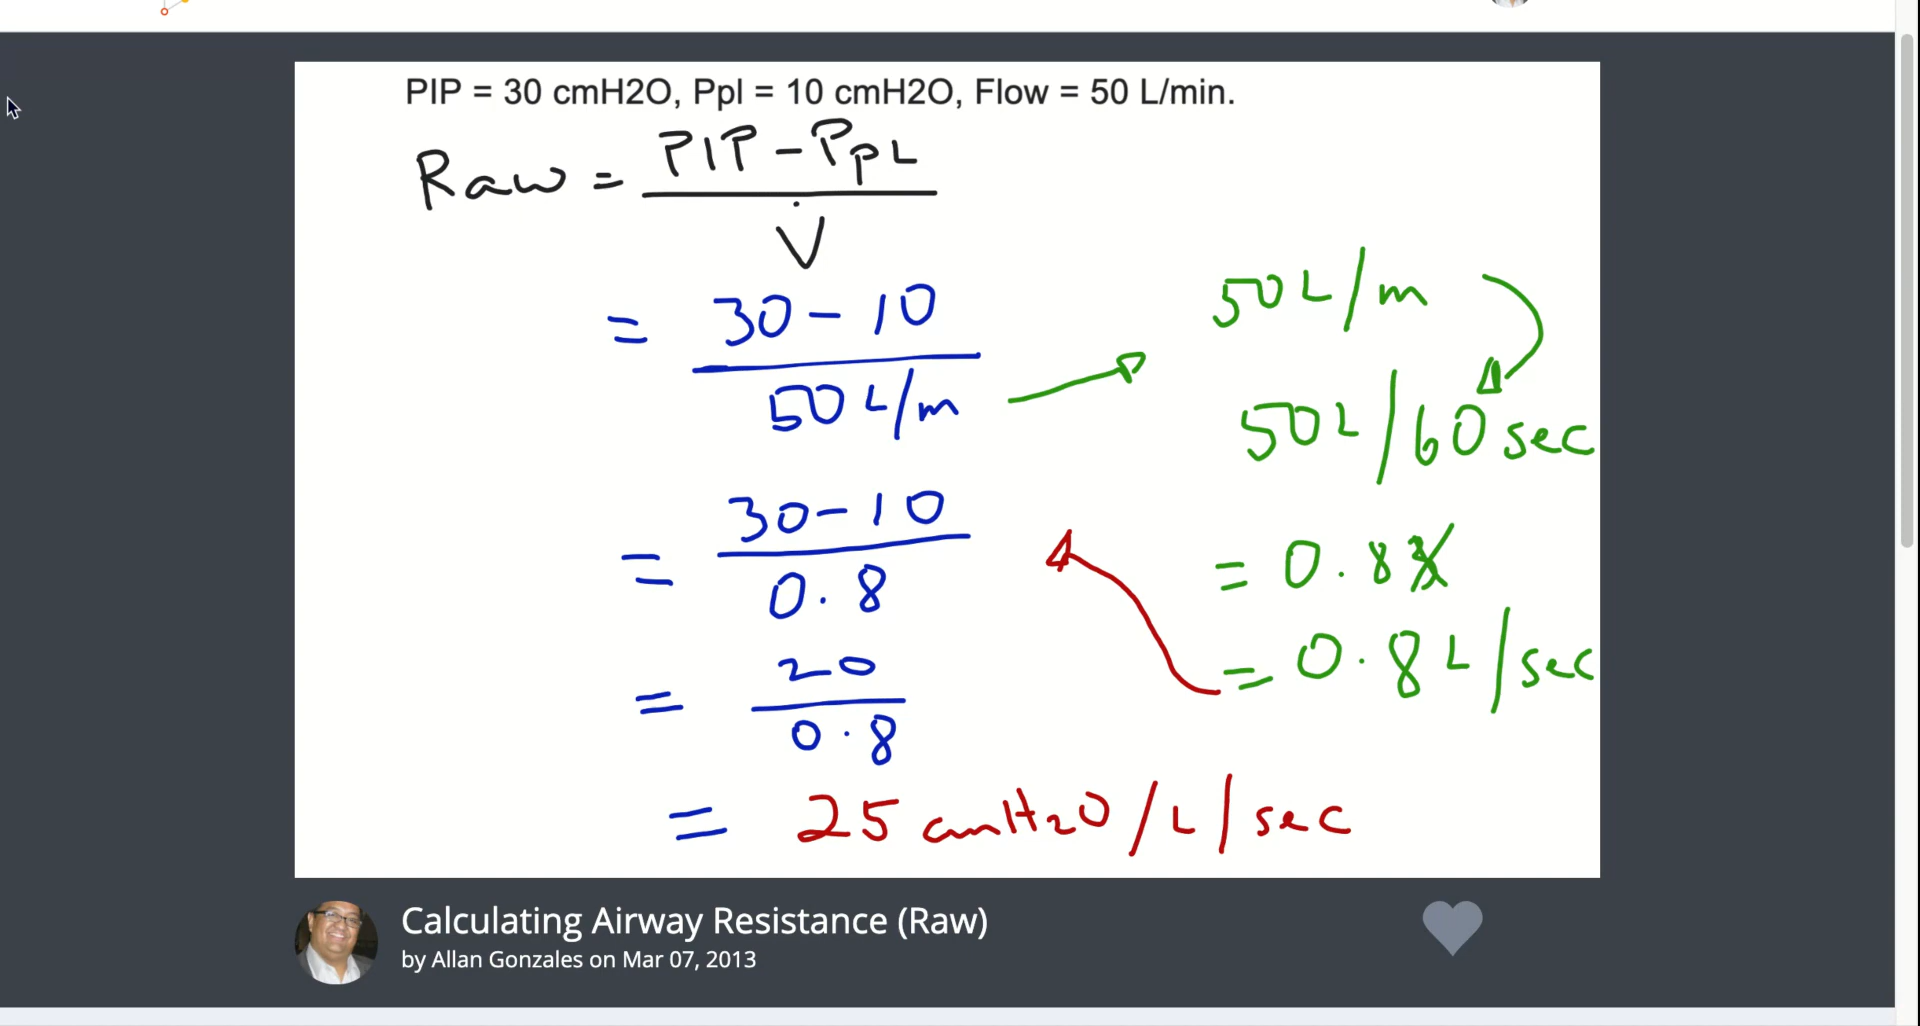 PIP = 30 cmH2O, Ppl = 10 cmH2O, Flow = 50 L/min.
Raw = PIP - PpL / V̇
= 30 - 10 / 50 L/m
50 L/m
50 L/60 sec
= 30 - 10 / 0.8
= 0.83
= 0.8 L/sec
= 20 / 0.8
= 25 cmH2O/L/sec
Calculating Airway Resistance (Raw)
by Allan Gonzales on Mar 07, 2013